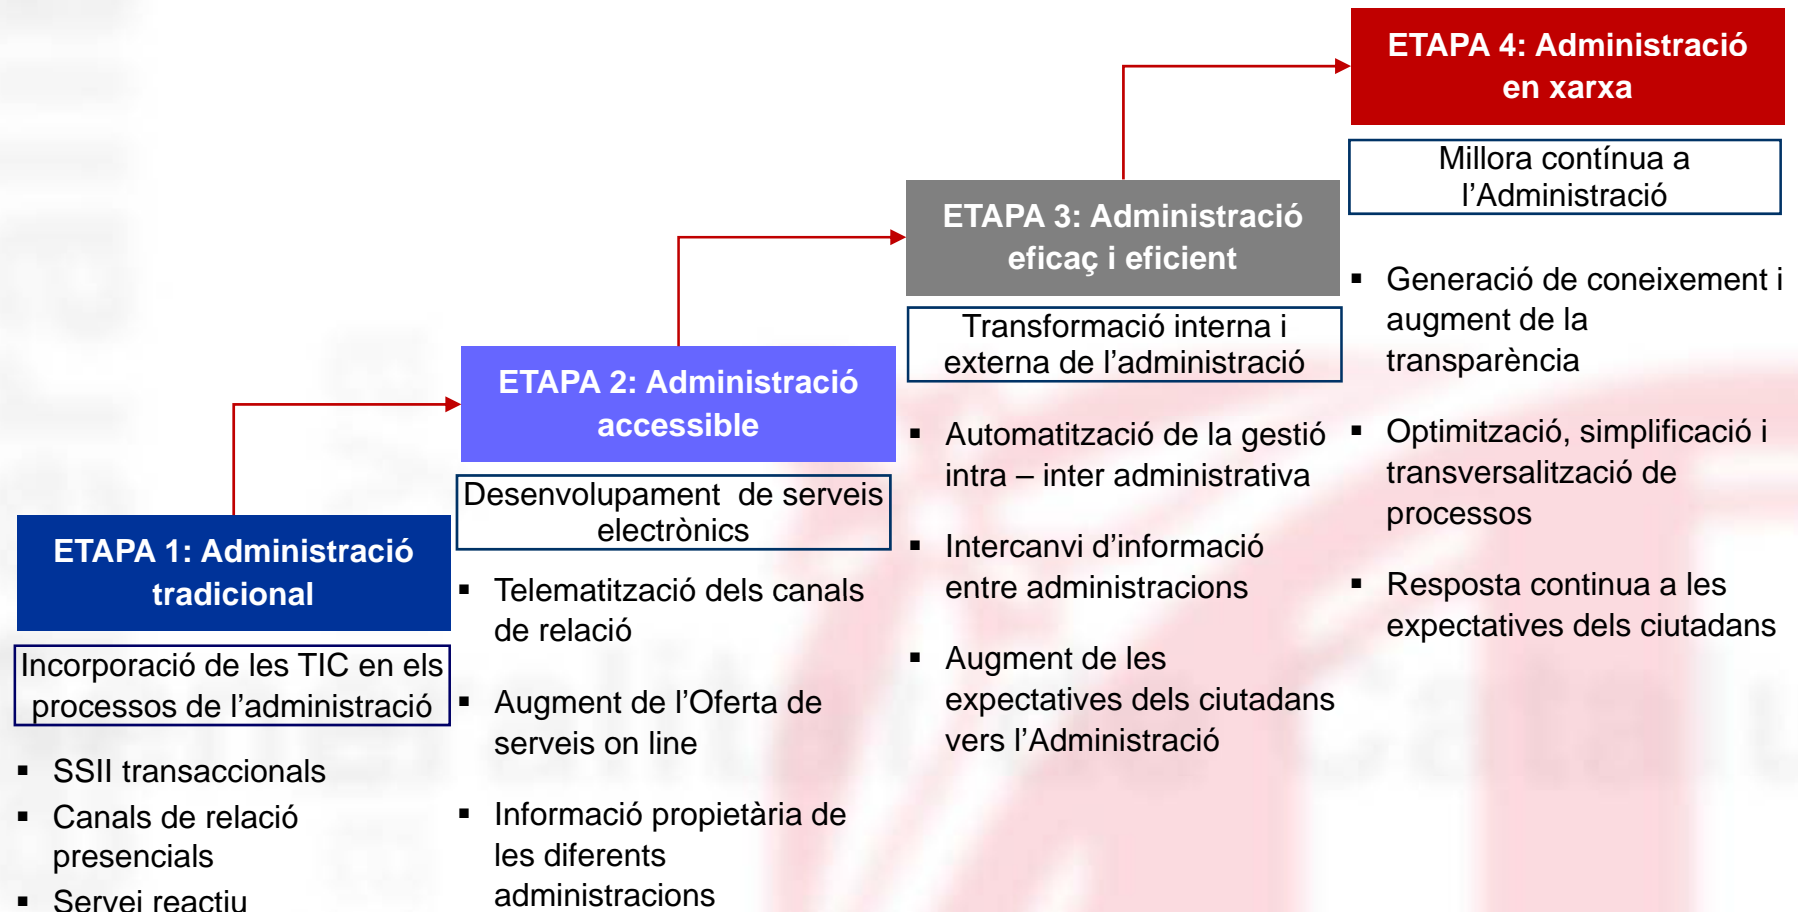 ETAPA 1: Administració
tradicional
Incorporació de les TIC en els
processos de l’administració
▪ SSII transaccionals
▪ Canals de relació
presencials
▪ Servei reactiu
ETAPA 2: Administració
accessible
Desenvolupament de serveis
electrònics
▪ Telematització dels canals
de relació
▪ Augment de l’Oferta de
serveis on line
▪ Informació propietària de
les diferents
administracions
ETAPA 3: Administració
eficaç i eficient
Transformació interna i
externa de l’administració
▪ Automatització de la gestió
intra – inter administrativa
▪ Intercanvi d’informació
entre administracions
▪ Augment de les
expectatives dels ciutadans
vers l’Administració
ETAPA 4: Administració
en xarxa
Millora contínua a
l’Administració
▪ Generació de coneixement i
augment de la
transparència
▪ Optimització, simplificació i
transversalització de
processos
▪ Resposta continua a les
expectatives dels ciutadans